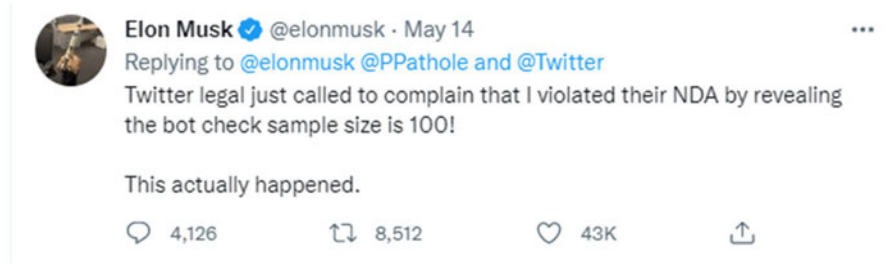 Elon Musk @elonmusk · May 14
Replying to @elonmusk @PPathole and @Twitter
Twitter legal just called to complain that I violated their NDA by revealing
the bot check sample size is 100!
This actually happened.
4,126 8,512 43K